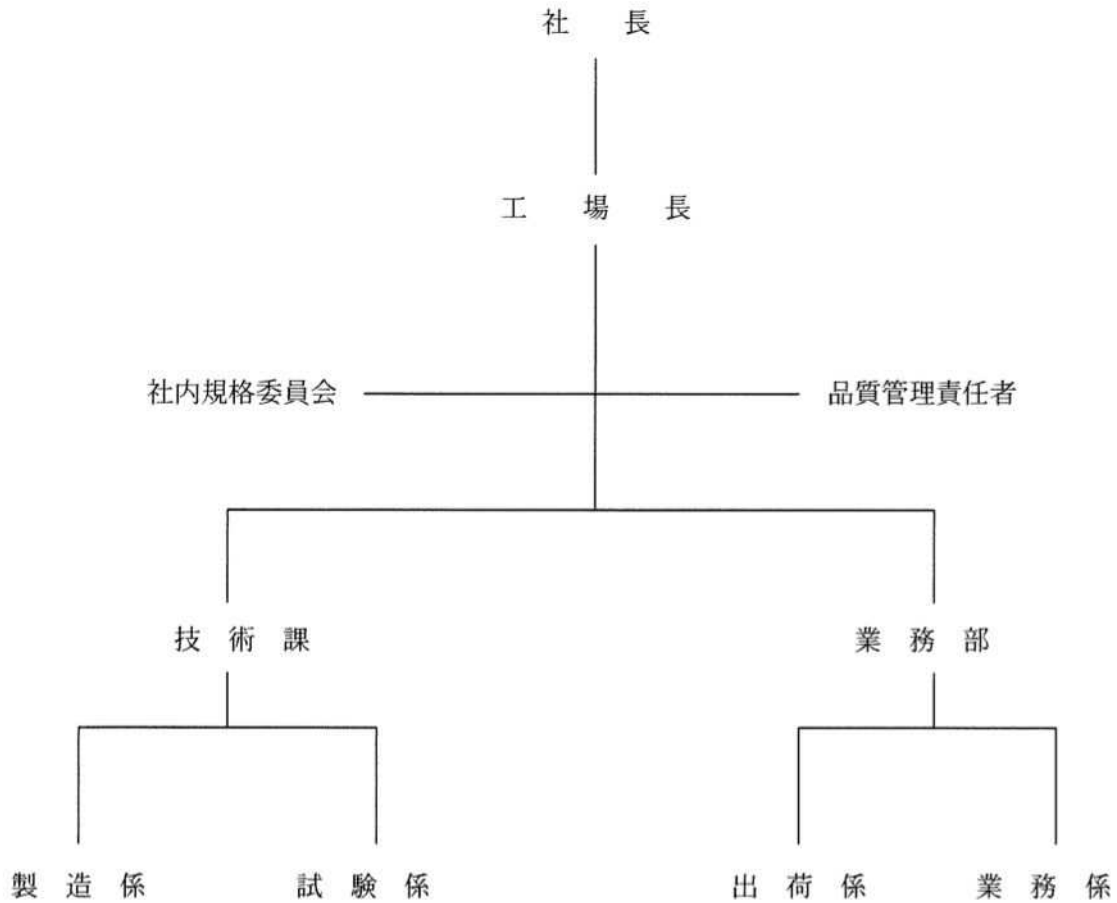 社長
工場長
社内規格委員会 品質管理責任者
技術課 業務部
製造係 試験係 出荷係 業務係